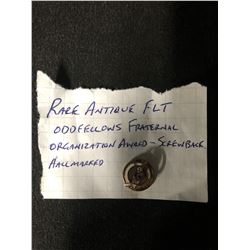 RARE ANTIQUE FLT
ODDFELLOWS FRATERNAL
ORGANIZATION AWARD - SCREWBACK
HALLMARKED